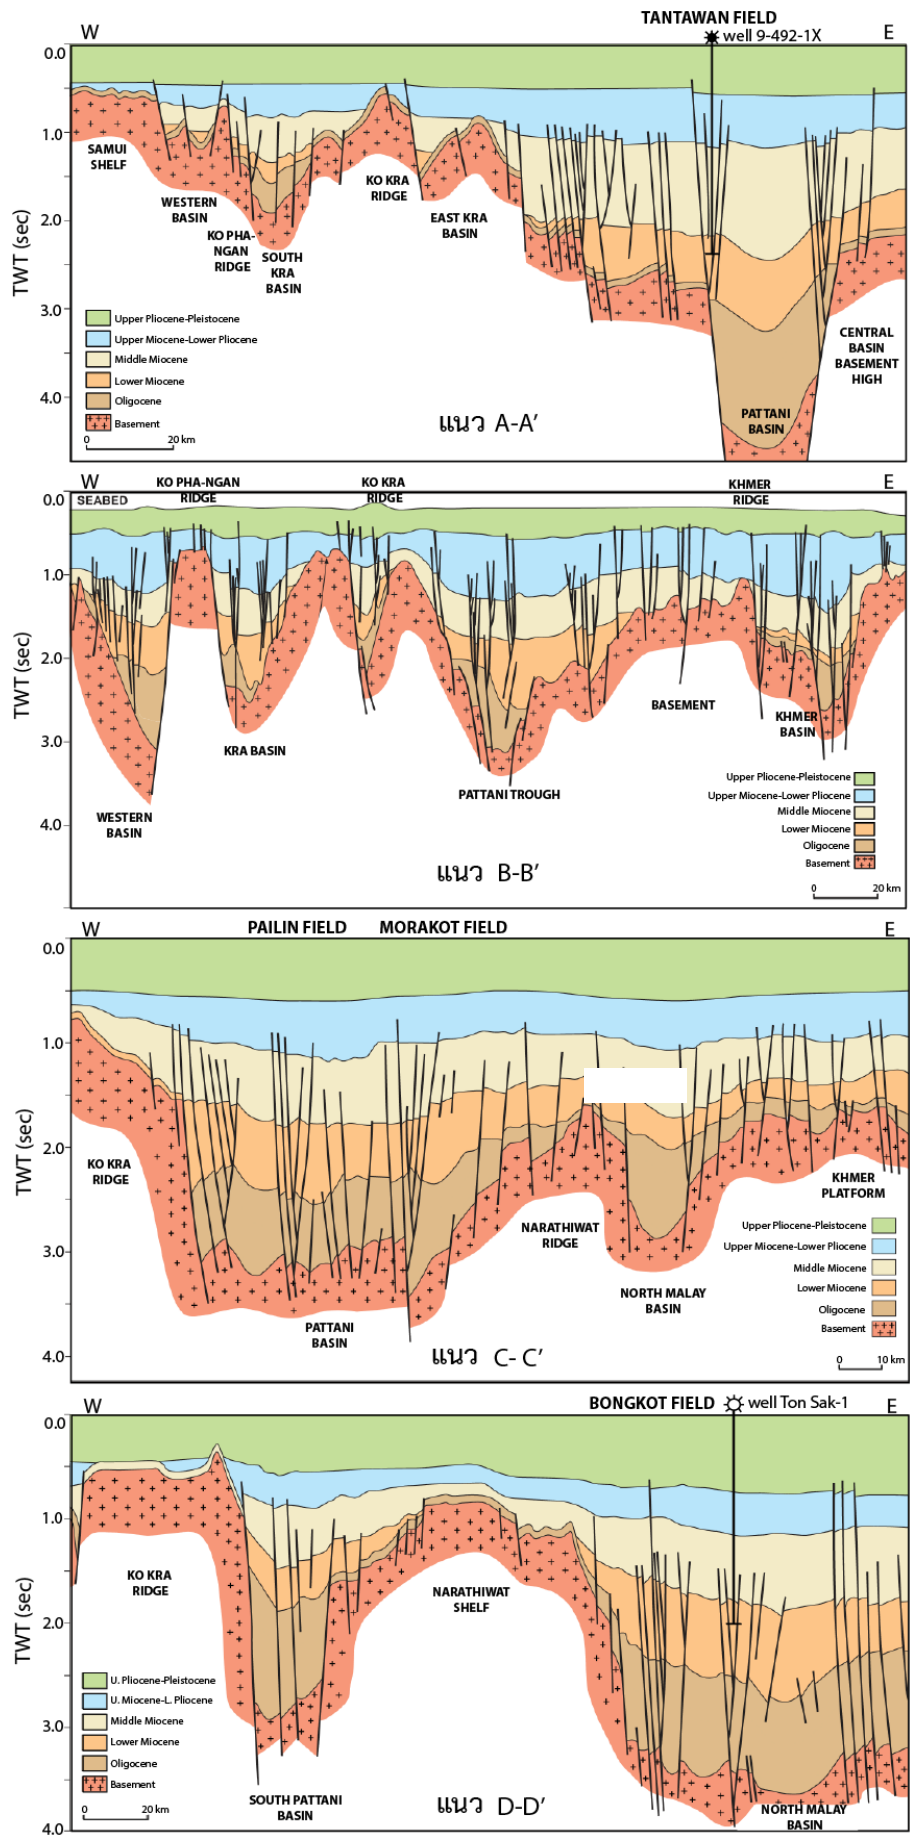 TANTAWAN FIELD
W
well 9-492-1X
E
0.0
1.0
2.0
3.0
4.0
TWT (sec)
SAMUI
SHELF
WESTERN
BASIN
KO PHA-
NGAN
RIDGE
SOUTH
KRA
BASIN
KO KRA
RIDGE
EAST KRA
BASIN
CENTRAL
BASIN
BASEMENT
HIGH
PATTANI
BASIN
Upper Pliocene-Pleistocene
Upper Miocene-Lower Pliocene
Middle Miocene
Lower Miocene
Oligocene
Basement
0 20 km
แนว A-A’
W
KO PHA-NGAN
RIDGE
KO KRA
RIDGE
KHMER
RIDGE
E
SEABED
0.0
1.0
2.0
3.0
4.0
TWT (sec)
WESTERN
BASIN
KRA BASIN
PATTANI TROUGH
BASEMENT
KHMER
BASIN
Upper Pliocene-Pleistocene
Upper Miocene-Lower Pliocene
Middle Miocene
Lower Miocene
Oligocene
Basement
0 20 km
แนว B-B’
W
PAILIN FIELD
MORAKOT FIELD
E
0.0
1.0
2.0
3.0
4.0
TWT (sec)
KO KRA
RIDGE
PATTANI
BASIN
NARATHIWAT
RIDGE
NORTH MALAY
BASIN
KHMER
PLATFORM
Upper Pliocene-Pleistocene
Upper Miocene-Lower Pliocene
Middle Miocene
Lower Miocene
Oligocene
Basement
0 10 km
แนว C- C’
W
BONGKOT FIELD
well Ton Sak-1
E
0.0
1.0
2.0
3.0
4.0
TWT (sec)
KO KRA
RIDGE
NARATHIWAT
SHELF
SOUTH PATTANI
BASIN
NORTH MALAY
BASIN
U. Pliocene-Pleistocene
U. Miocene-L. Pliocene
Middle Miocene
Lower Miocene
Oligocene
Basement
0 20 km
แนว D-D’